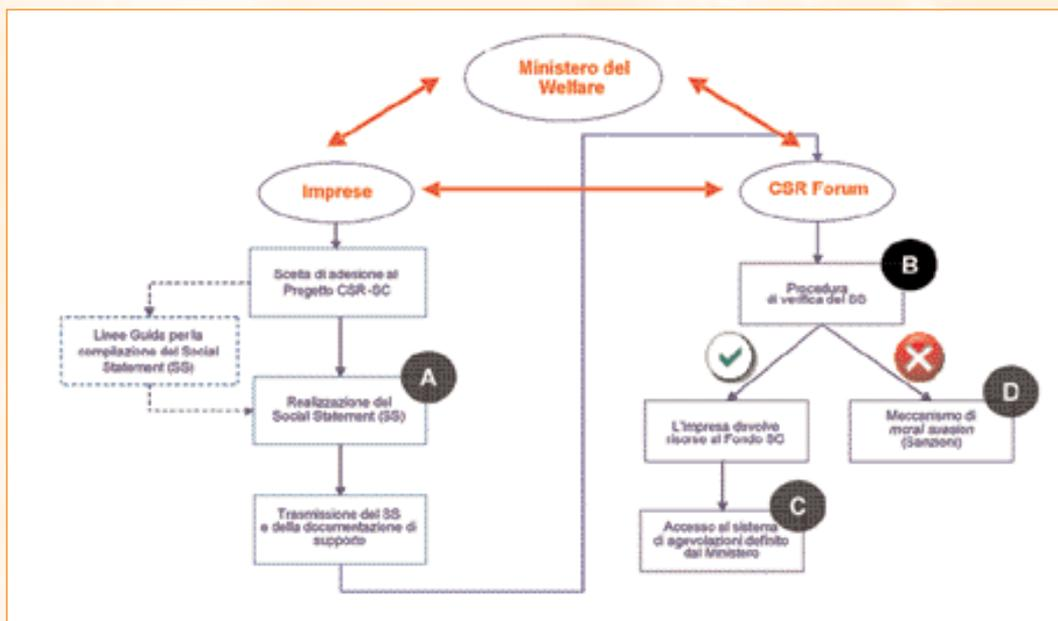 Ministero del
Welfare
Imprese
CSR Forum
Scelta di adesione al
Progetto CSR-SC
Linee Guida per la
compilazione del Social
Statement (SS)
A
Realizzazione del
Social Statement (SS)
Trasmissione del SS
e della documentazione di
supporto
B
Procedura
di verifica del SS
L'impresa devolve
risorse al Fondo SC
D
Meccanismo di
moral suasion
(Sanzioni)
C
Accesso al sistema
di agevolazioni definito
dal Ministero